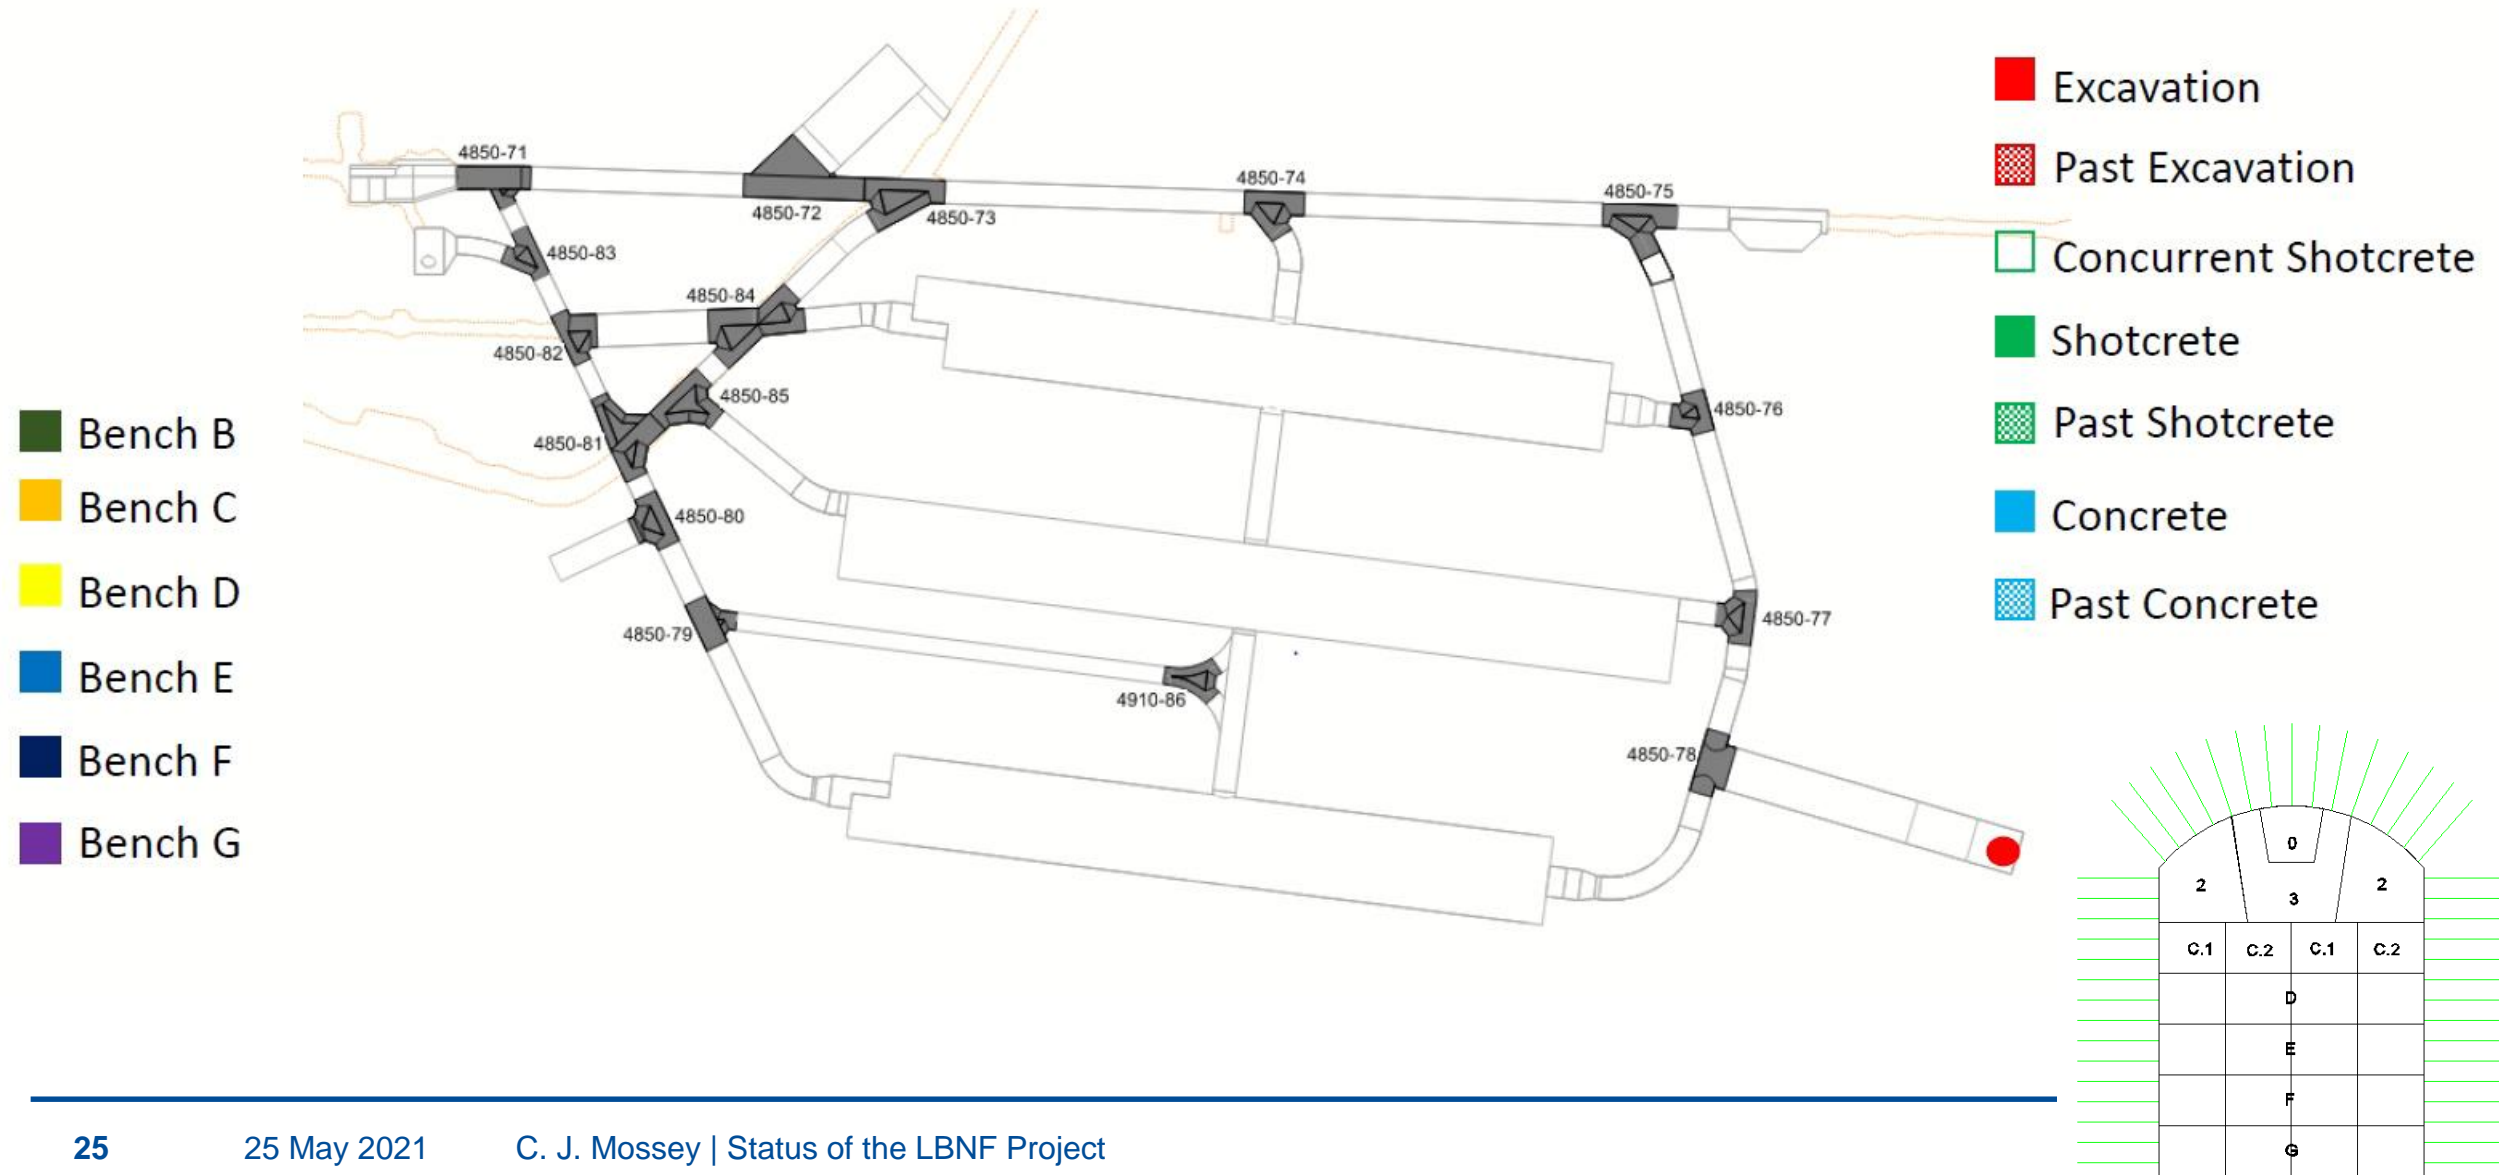 4850-71
4850-72
4850-73
4850-74
4850-75
4850-83
4850-84
4850-82
4850-85
4850-81
4850-76
4850-80
4850-79
4850-77
4910-86
4850-78
Excavation
Past Excavation
Concurrent Shotcrete
Shotcrete
Past Shotcrete
Concrete
Past Concrete
Bench B
Bench C
Bench D
Bench E
Bench F
Bench G
0
2 3 2
C.1 C.2 C.1 C.2
D
E
F
G
25 25 May 2021 C. J. Mossey | Status of the LBNF Project